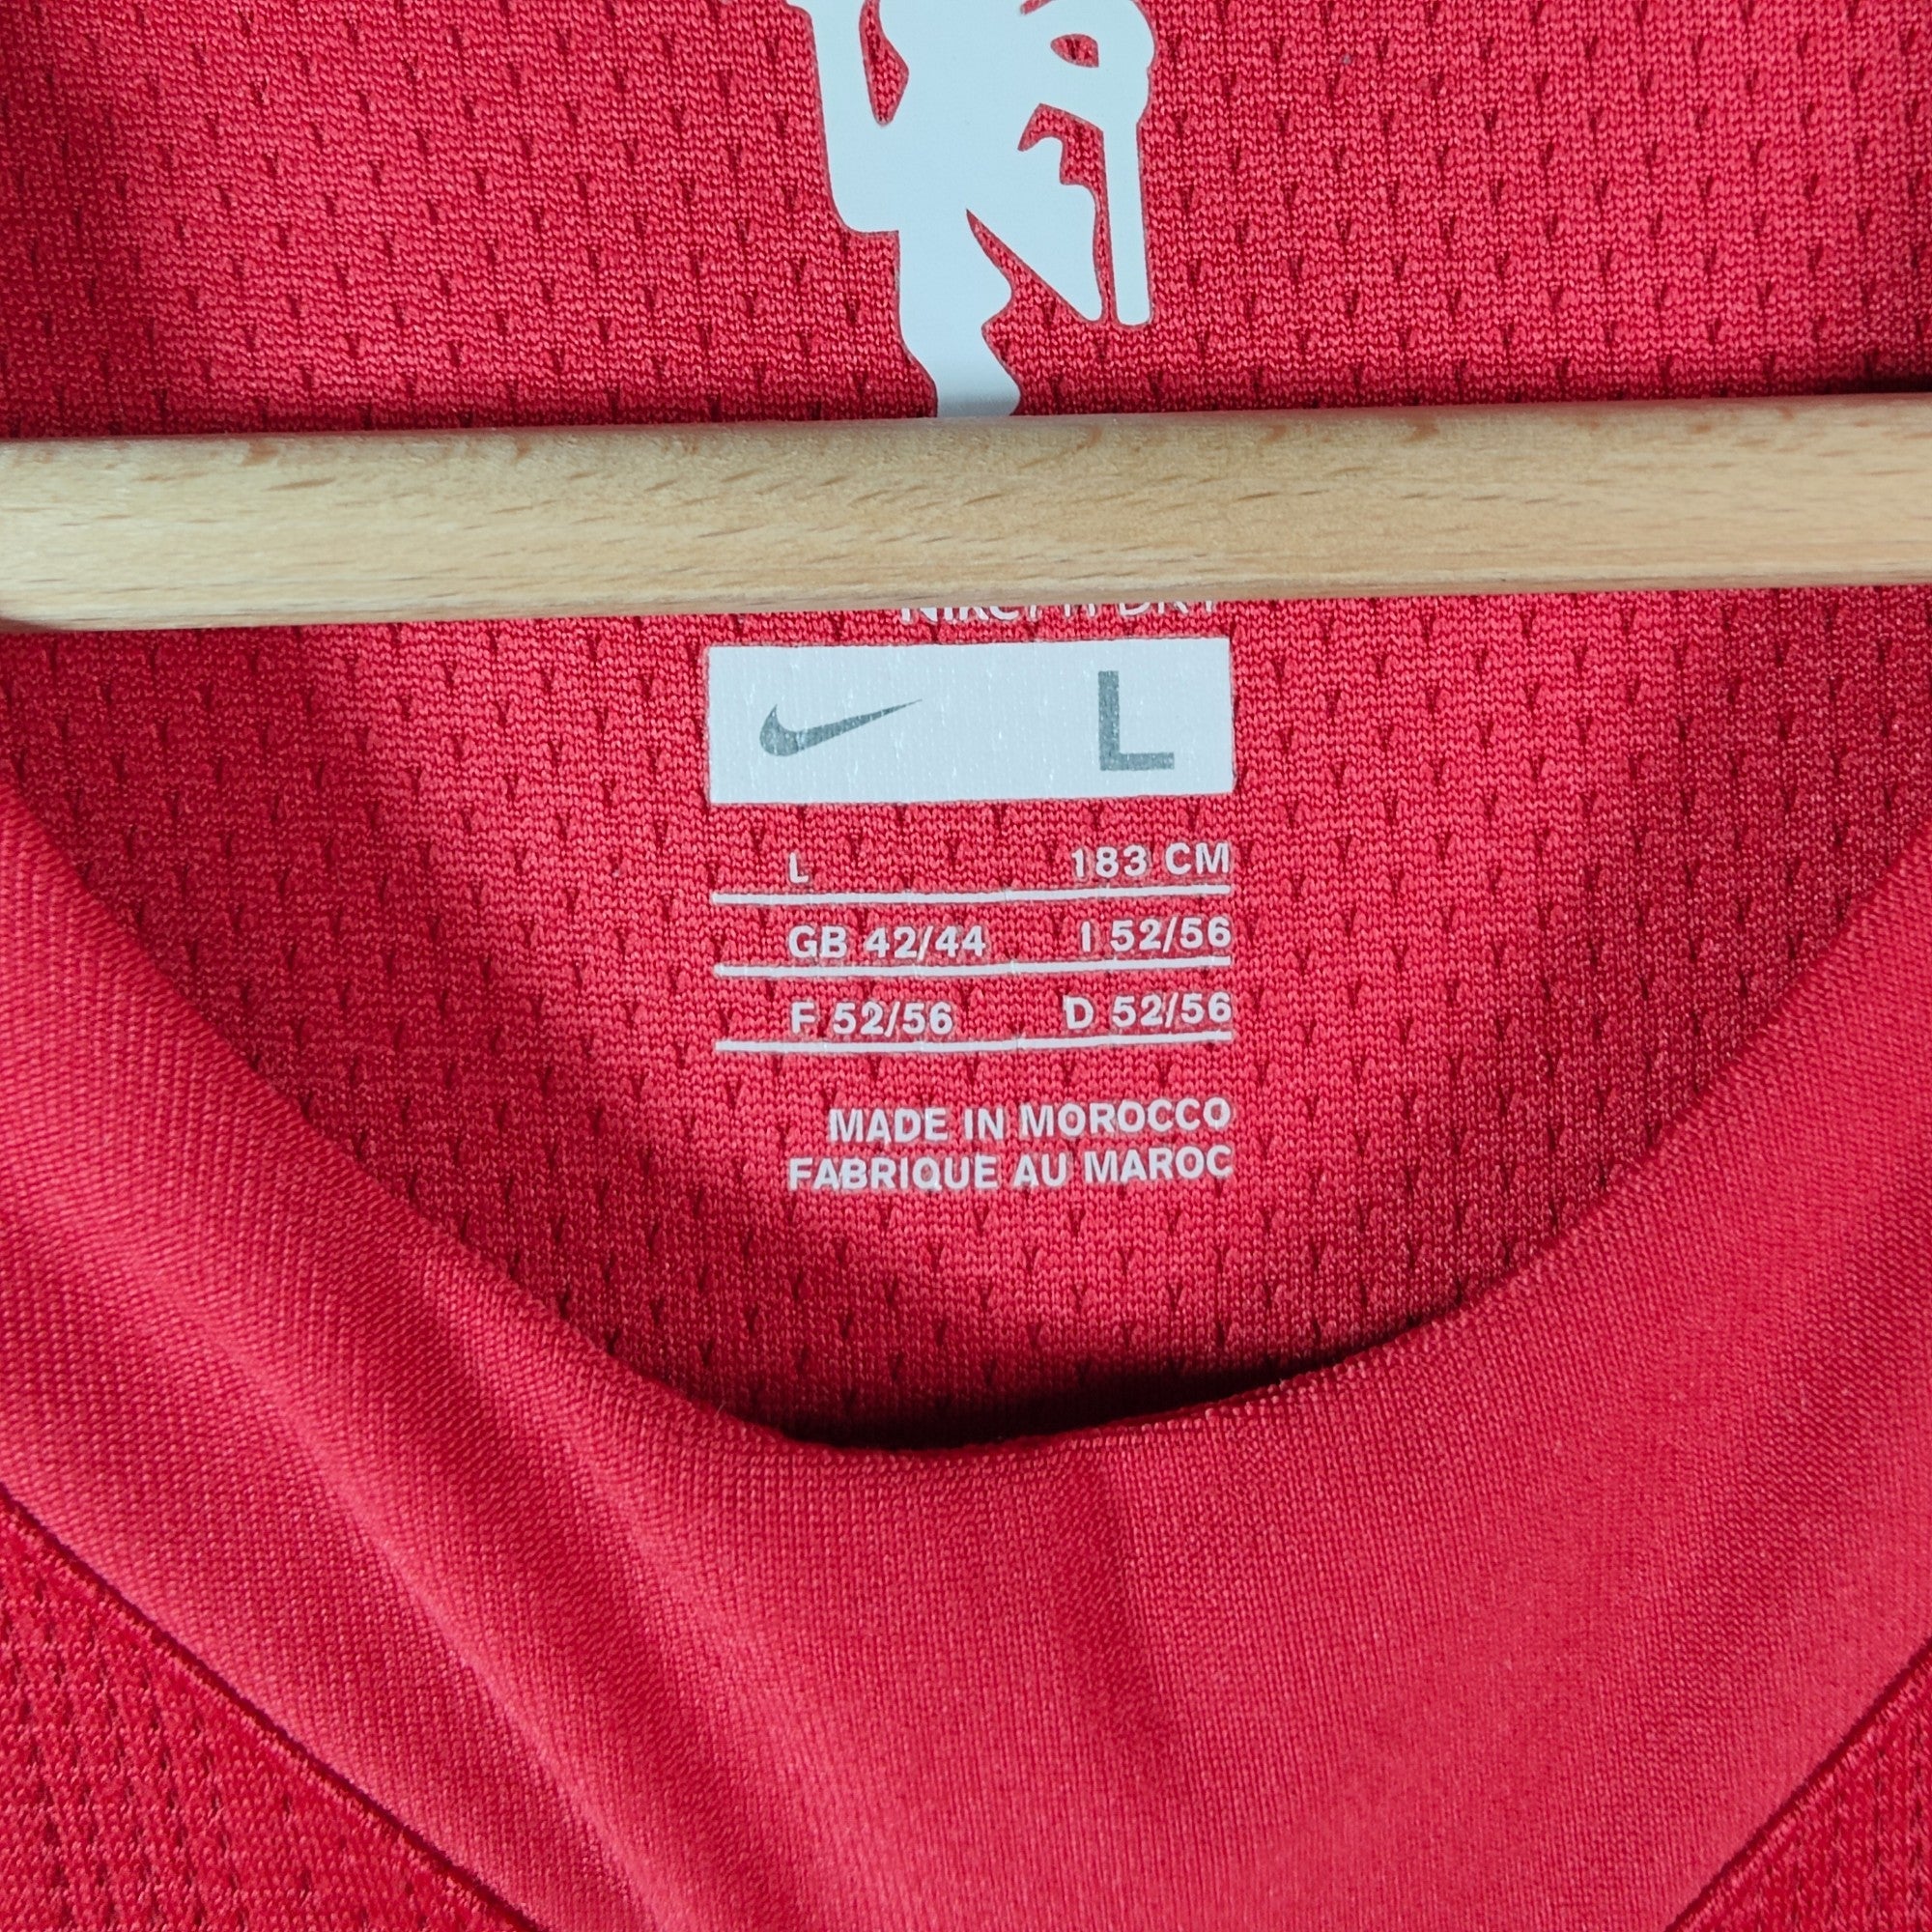 L
L 183 CM
GB 42/44 I 52/56
F 52/56 D 52/56
MADE IN MOROCCO
FABRIQUE AU MAROC